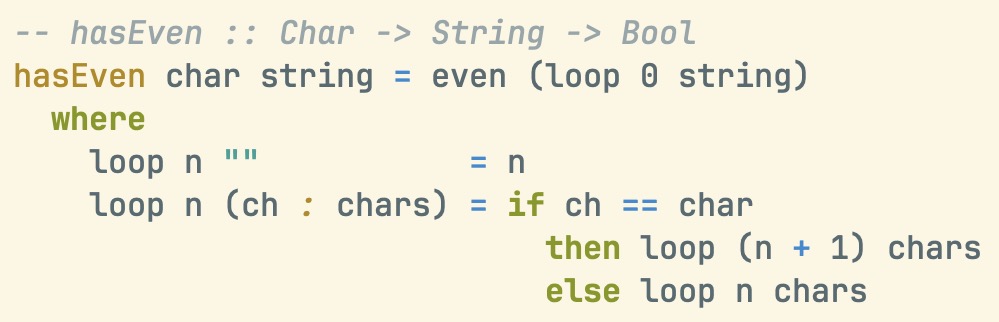 -- hasEven :: Char -> String -> Bool
hasEven char string = even (loop 0 string)
  where
    loop n ""           = n
    loop n (ch : chars) = if ch == char
                            then loop (n + 1) chars
                            else loop n chars